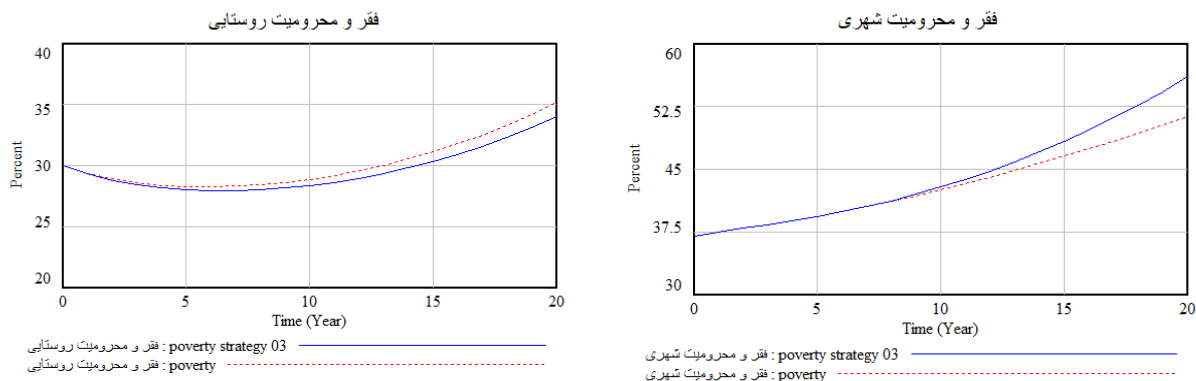 فقر و محرومیت روستایی
40
35
30
25
20
Percent
0 5 10 15 20
Time (Year)
فقر و محرومیت روستایی : poverty strategy 03
فقر و محرومیت روستایی : poverty
فقر و محرومیت شهری
60
52.5
45
37.5
30
Percent
0 5 10 15 20
Time (Year)
فقر و محرومیت شهری : poverty strategy 03
فقر و محرومیت شهری : poverty